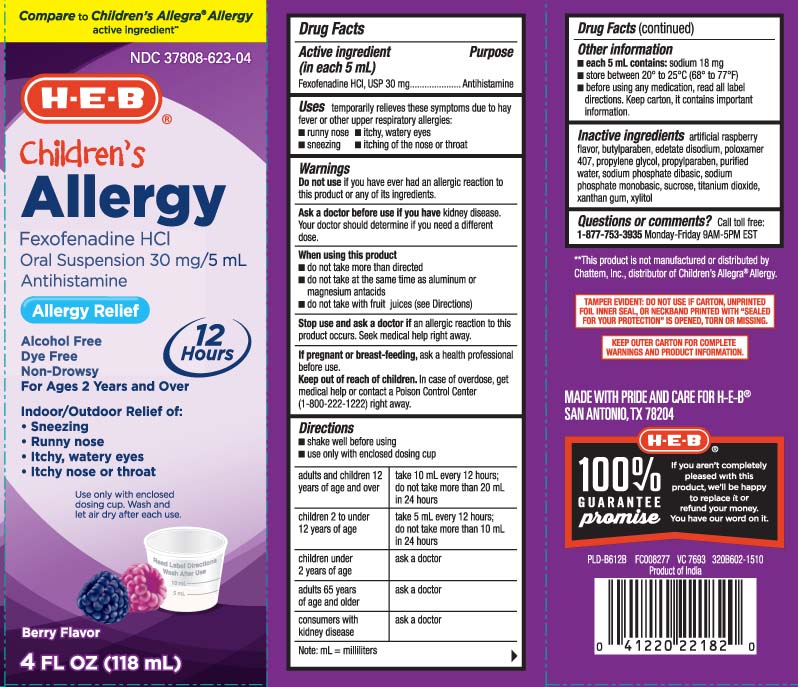 Compare to Children's Allegra® Allergy
active ingredient**
NDC 37808-623-04
H-E-B®
Children's
Allergy
Fexofenadine HCl
Oral Suspension 30 mg/5 mL
Antihistamine
Allergy Relief
Alcohol Free
Dye Free
Non-Drowsy
For Ages 2 Years and Over
12
Hours
Indoor/Outdoor Relief of:
• Sneezing
• Runny nose
• Itchy, watery eyes
• Itchy nose or throat
Use only with enclosed
dosing cup. Wash and
let air dry after each use.
Read Label Directions
Wash After Use
10 mL
5 mL
Berry Flavor
4 FL OZ (118 mL)
Drug Facts
Active ingredient Purpose
(in each 5 mL)
Fexofenadine HCl, USP 30 mg.....................Antihistamine
Uses temporarily relieves these symptoms due to hay
fever or other upper respiratory allergies:
■ runny nose ■ itchy, watery eyes
■ sneezing ■ itching of the nose or throat
Warnings
Do not use if you have ever had an allergic reaction to
this product or any of its ingredients.
Ask a doctor before use if you have kidney disease.
Your doctor should determine if you need a different
dose.
When using this product
■ do not take more than directed
■ do not take at the same time as aluminum or
magnesium antacids
■ do not take with fruit juices (see Directions)
Stop use and ask a doctor if an allergic reaction to this
product occurs. Seek medical help right away.
If pregnant or breast-feeding, ask a health professional
before use.
Keep out of reach of children. In case of overdose, get
medical help or contact a Poison Control Center
(1-800-222-1222) right away.
Directions
■ shake well before using
■ use only with enclosed dosing cup
adults and children 12 take 10 mL every 12 hours;
years of age and over do not take more than 20 mL
in 24 hours
children 2 to under take 5 mL every 12 hours;
12 years of age do not take more than 10 mL
in 24 hours
children under ask a doctor
2 years of age
adults 65 years ask a doctor
of age and older
consumers with ask a doctor
kidney disease
Note: mL = milliliters
Drug Facts (continued)
Other information
■ each 5 mL contains: sodium 18 mg
■ store between 20° to 25°C (68° to 77°F)
■ before using any medication, read all label
directions. Keep carton, it contains important
information.
Inactive ingredients artificial raspberry
flavor, butylparaben, edetate disodium, poloxamer
407, propylene glycol, propylparaben, purified
water, sodium phosphate dibasic, sodium
phosphate monobasic, sucrose, titanium dioxide,
xanthan gum, xylitol
Questions or comments? Call toll free:
1-877-753-3935 Monday-Friday 9AM-5PM EST
**This product is not manufactured or distributed by
Chattem, Inc., distributor of Children's Allegra® Allergy.
TAMPER EVIDENT: DO NOT USE IF CARTON, UNPRINTED
FOIL INNER SEAL, OR NECKBAND PRINTED WITH "SEALED
FOR YOUR PROTECTION" IS OPENED, TORN OR MISSING.
KEEP OUTER CARTON FOR COMPLETE
WARNINGS AND PRODUCT INFORMATION.
MADE WITH PRIDE AND CARE FOR H-E-B®
SAN ANTONIO, TX 78204
H-E-B®
100%
GUARANTEE
promise
If you aren't completely
pleased with this
product, we'll be happy
to replace it or
refund your money.
You have our word on it.
PLD-B612B FC008277 VC 7693 320B602-1510
Product of India
0 41220 22182 0